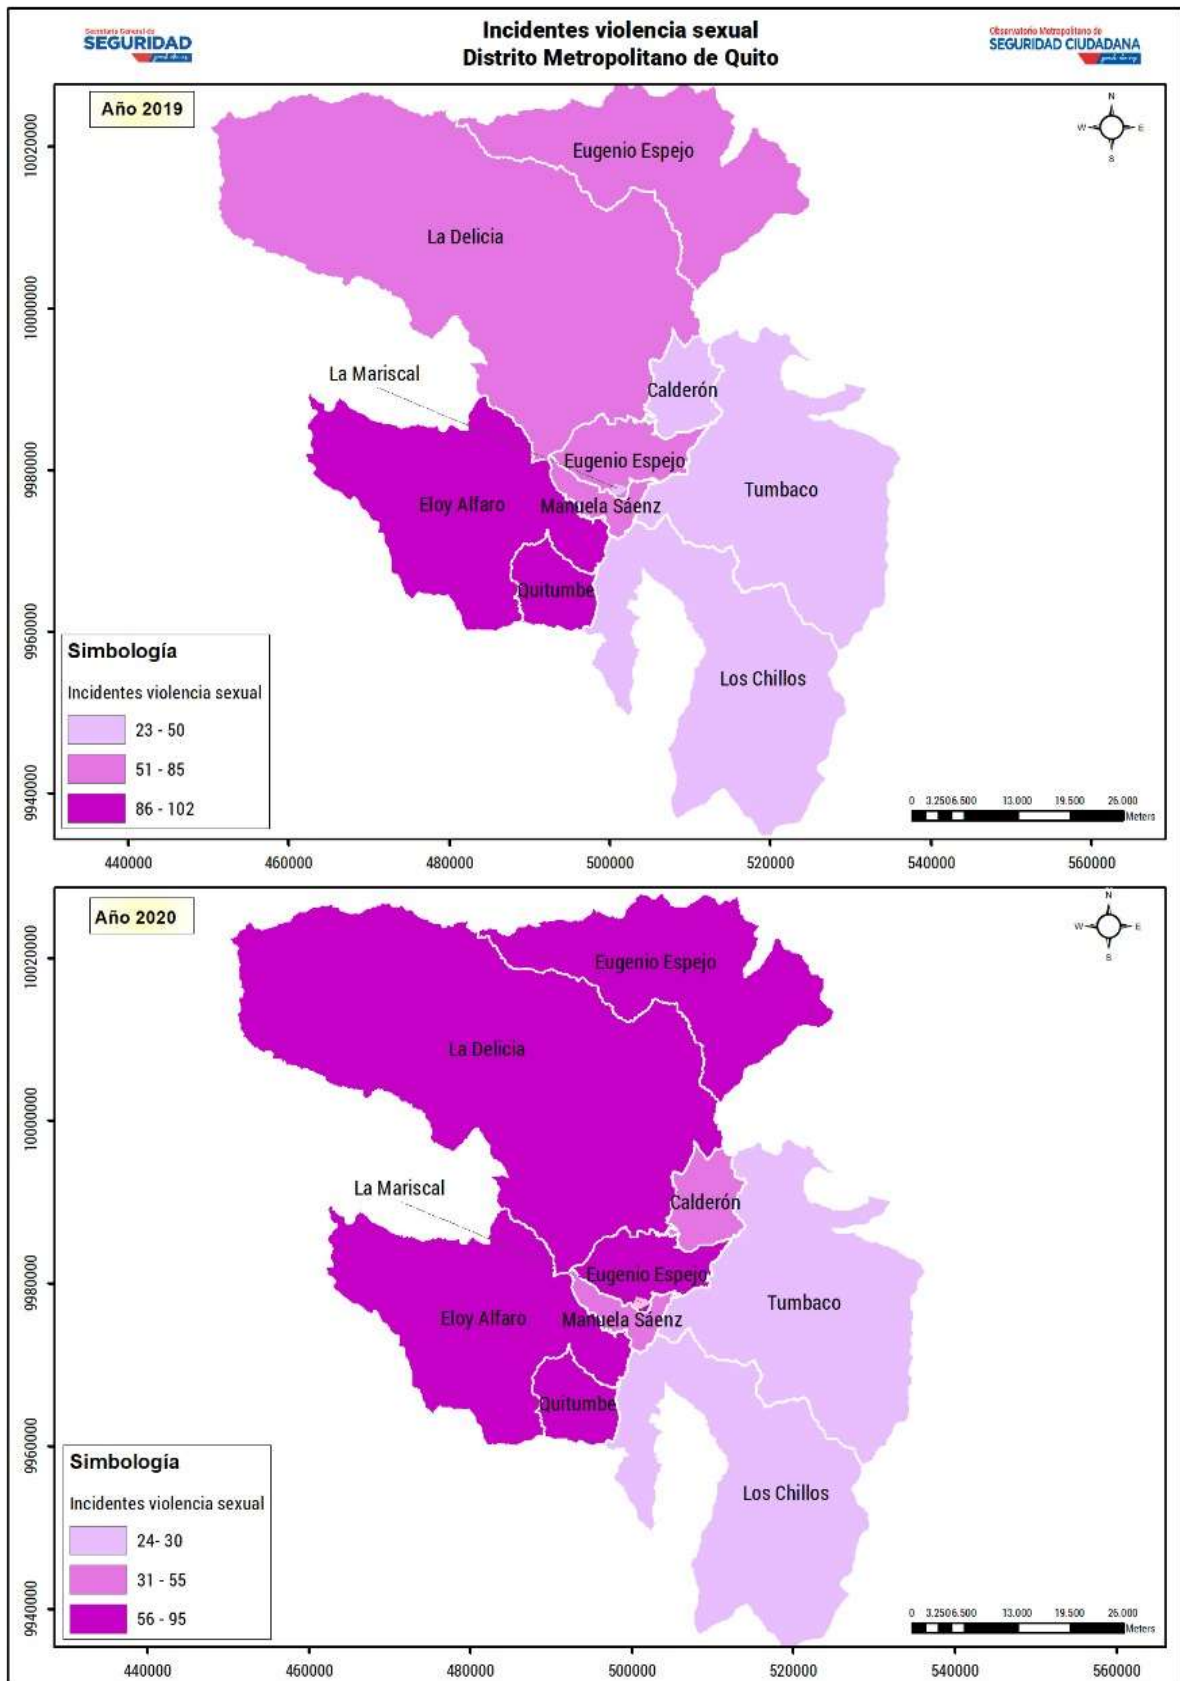 Incidentes violencia sexual
Distrito Metropolitano de Quito
Secretaría General de
SEGURIDAD
Observatorio Metropolitano de
SEGURIDAD CIUDADANA
Año 2019
N
W
E
S
Eugenio Espejo
La Delicia
La Mariscal
Calderón
Eugenio Espejo
Tumbaco
Eloy Alfaro
Manuela Sáenz
Quitumbe
Los Chillos
Simbología
Incidentes violencia sexual
23 - 50
51 - 85
86 - 102
0 3.250 6.500 13.000 19.500 26.000
Meters
10020000
10000000
9980000
9960000
9940000
440000 460000 480000 500000 520000 540000 560000
Año 2020
N
W
E
S
Eugenio Espejo
La Delicia
La Mariscal
Calderón
Eugenio Espejo
Tumbaco
Eloy Alfaro
Manuela Sáenz
Quitumbe
Los Chillos
Simbología
Incidentes violencia sexual
24- 30
31 - 55
56 - 95
0 3.250 6.500 13.000 19.500 26.000
Meters
10020000
10000000
9980000
9960000
9940000
440000 460000 480000 500000 520000 540000 560000